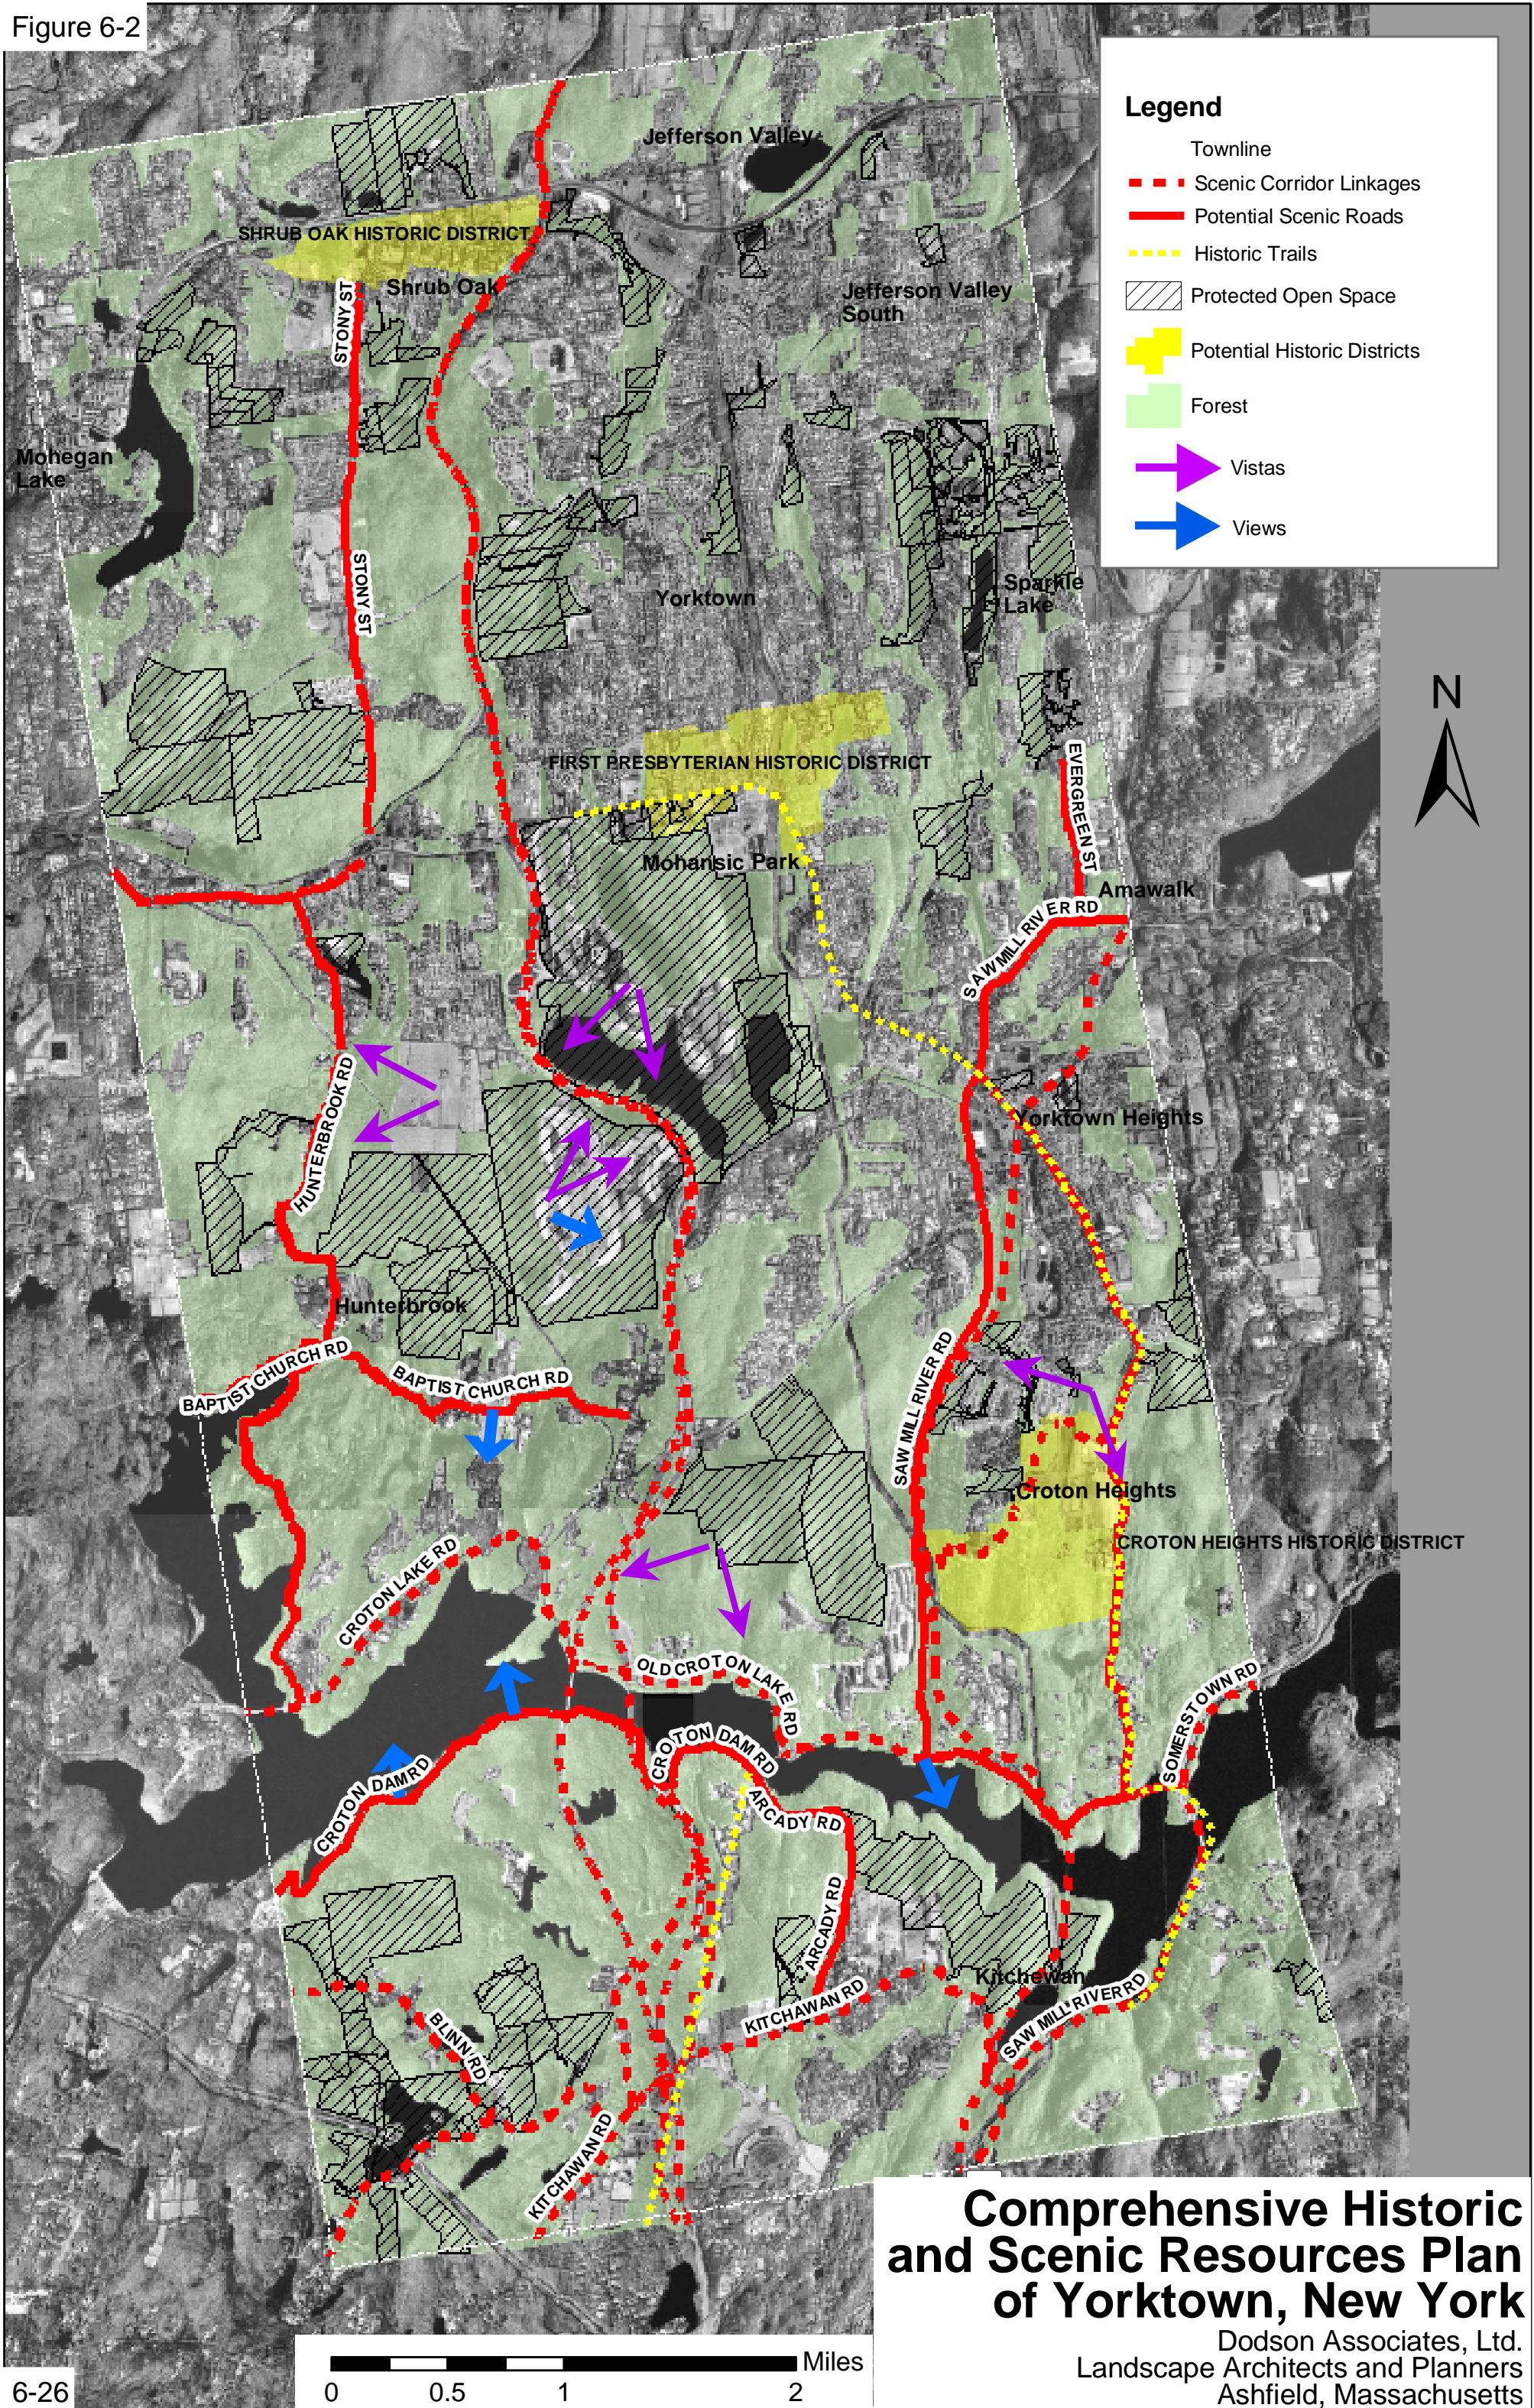 Figure 6-2
Legend
Townline
Scenic Corridor Linkages
Potential Scenic Roads
Historic Trails
Protected Open Space
Potential Historic Districts
Forest
Vistas
Views
N
Jefferson Valley
SHRUB OAK HISTORIC DISTRICT
Shrub Oak
STONY ST
Jefferson Valley
South
Mohegan
Lake
STONY ST
Yorktown
Sparkle
Lake
FIRST PRESBYTERIAN HISTORIC DISTRICT
EVERGREEN ST
Mohansic Park
Amawalk
SAWMILL RIVER RD
HUNTERBROOK RD
Yorktown Heights
Hunterbrook
BAPTIST CHURCH RD
BAPTIST CHURCH RD
SAW MILL RIVER RD
Croton Heights
CROTON HEIGHTS HISTORIC DISTRICT
CROTON LAKE RD
OLD CROTON LAKE RD
SOMERSTOWN RD
CROTON DAM RD
CROTON DAM RD
ARCADY RD
ARCADY RD
Kitchewan
KITCHAWAN RD
SAW MILL RIVER RD
BLINN RD
KITCHAWAN RD
Comprehensive Historic
and Scenic Resources Plan
of Yorktown, New York
Dodson Associates, Ltd.
Landscape Architects and Planners
Ashfield, Massachusetts
Miles
0 0.5 1 2
6-26